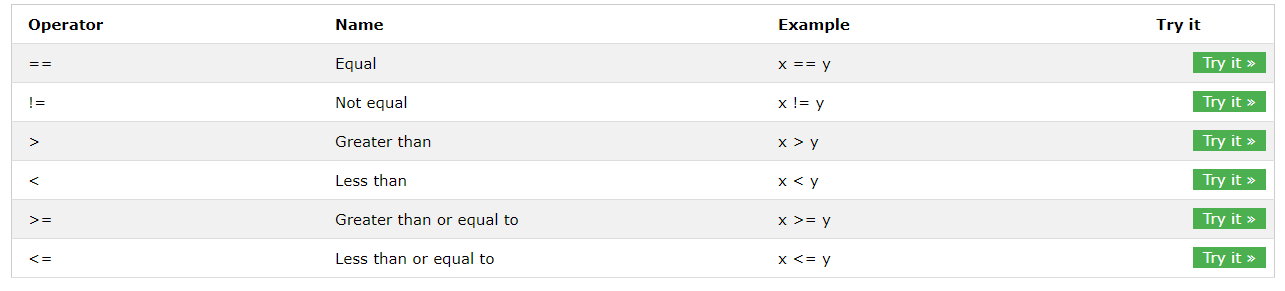 Operator Name Example Try it
== Equal x == y Try it »
!= Not equal x != y Try it »
> Greater than x > y Try it »
< Less than x < y Try it »
>= Greater than or equal to x >= y Try it »
<= Less than or equal to x <= y Try it »